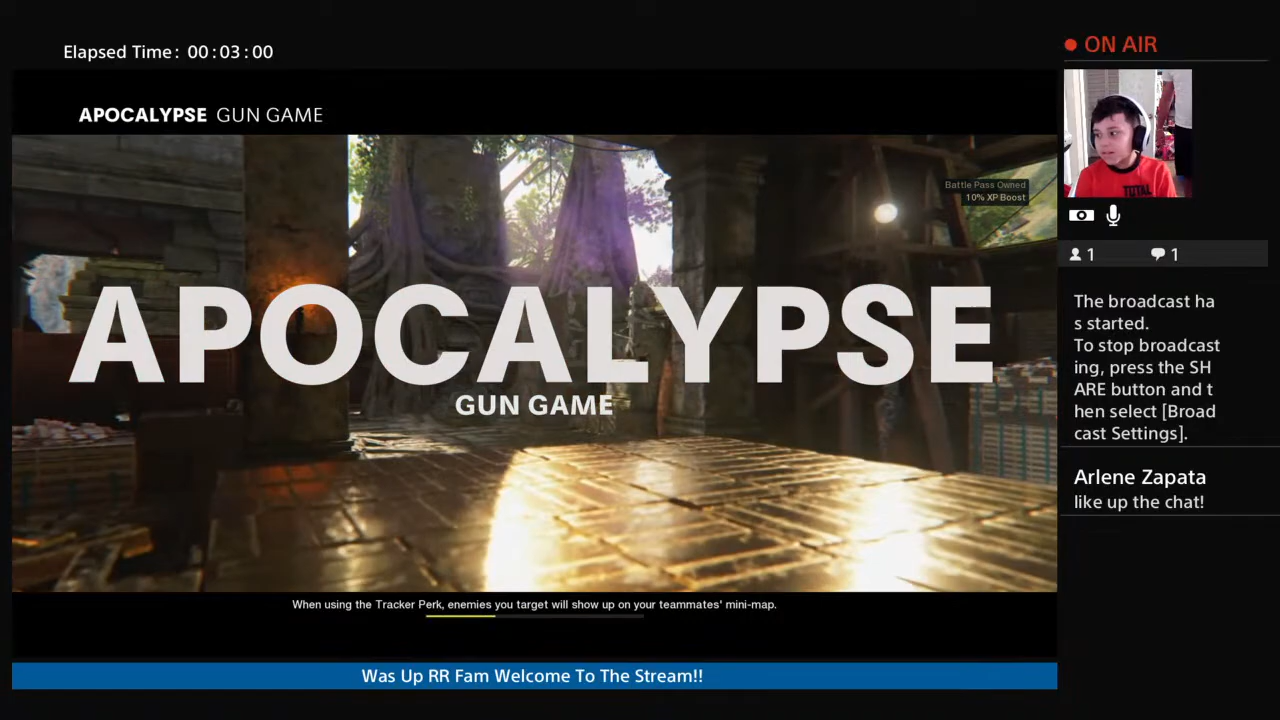 Elapsed Time: 00:03:00
ON AIR
APOCALYPSE GUN GAME
Battle Pass Owned
10% XP Boost
TOTAL
1 1
APOCALYPSE
GUN GAME
The broadcast ha
s started.
To stop broadcast
ing, press the SH
ARE button and t
hen select [Broad
cast Settings].
Arlene Zapata
like up the chat!
When using the Tracker Perk, enemies you target will show up on your teammates' mini-map.
Was Up RR Fam Welcome To The Stream!!